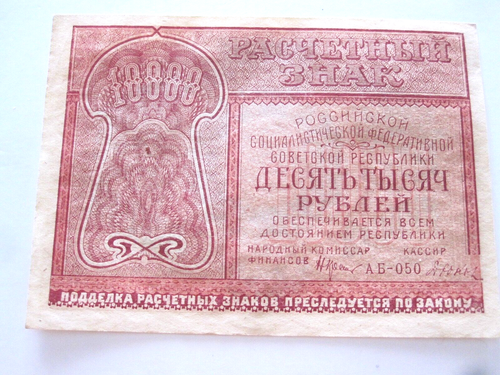 РАСЧЕТНЫЙ
ЗНАК
10000
РОССИЙСКОЙ
СОЦИАЛИСТИЧЕСКОЙ ФЕДЕРАТИВНОЙ
СОВЕТСКОЙ РЕСПУБЛИКИ
ДЕСЯТЬ ТЫСЯЧ
РУБЛЕЙ
ОБЕСПЕЧИВАЕТСЯ ВСЕМ
ДОСТОЯНИЕМ РЕСПУБЛИКИ
НАРОДНЫЙ КОМИССАР КАССИР
ФИНАНСОВ АБ-050
ПОДДЕЛКА РАСЧЕТНЫХ ЗНАКОВ ПРЕСЛЕДУЕТСЯ ПО ЗАКОНУ